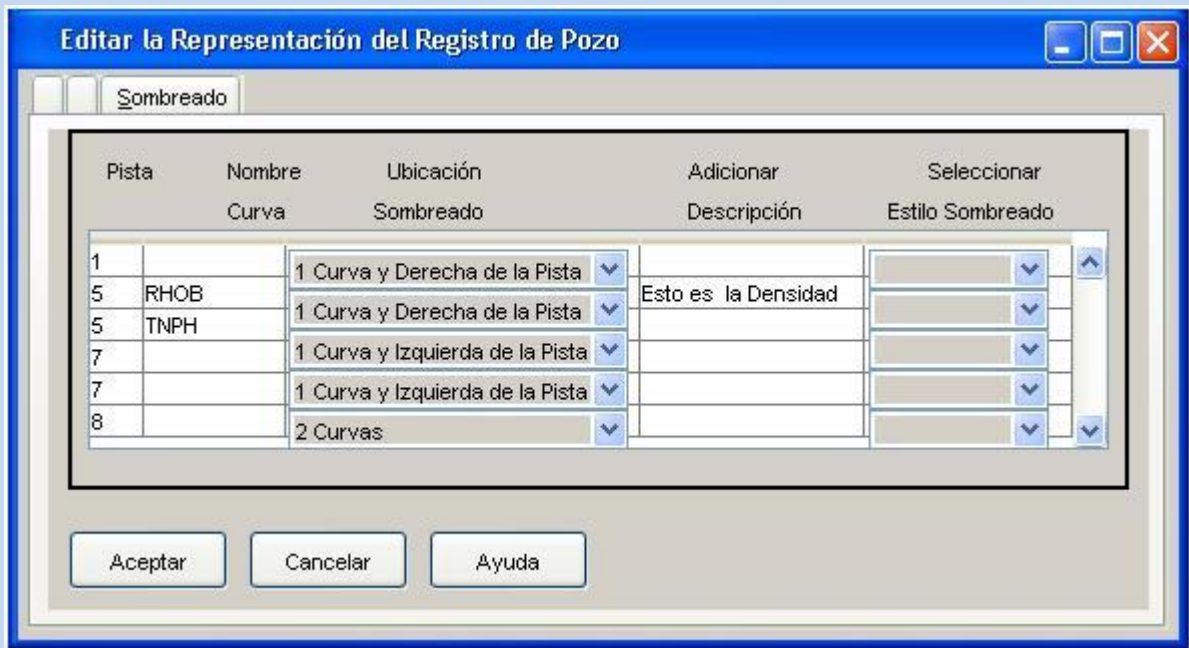 Editar la Representación del Registro de Pozo
Sombreado
Pista Nombre Ubicación Adicionar Seleccionar
Curva Sombreado Descripción Estilo Sombreado
1 1 Curva y Derecha de la Pista
5 RHOB 1 Curva y Derecha de la Pista Esto es la Densidad
5 TNPH 1 Curva y Izquierda de la Pista
7 1 Curva y Izquierda de la Pista
7 2 Curvas
8
Aceptar Cancelar Ayuda